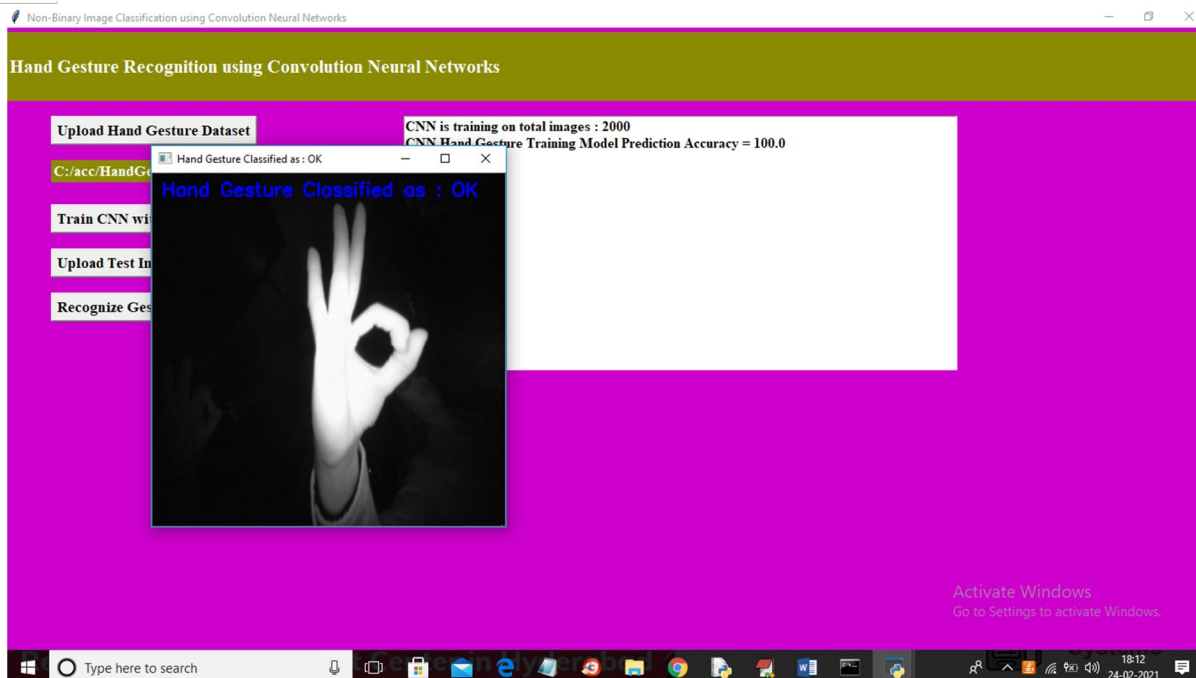 Non-Binary Image Classification using Convolution Neural Networks
Hand Gesture Recognition using Convolution Neural Networks
Upload Hand Gesture Dataset
CNN is training on total images : 2000
CNN Hand Gesture Training Model Prediction Accuracy = 100.0
Hand Gesture Classified as : OK
C:/acc/HandGe
Hand Gesture Classified as : OK
Train CNN wi
Upload Test Im
Recognize Ges
Activate Windows
Go to Settings to activate Windows.
Type here to search
18:12
24-02-2021